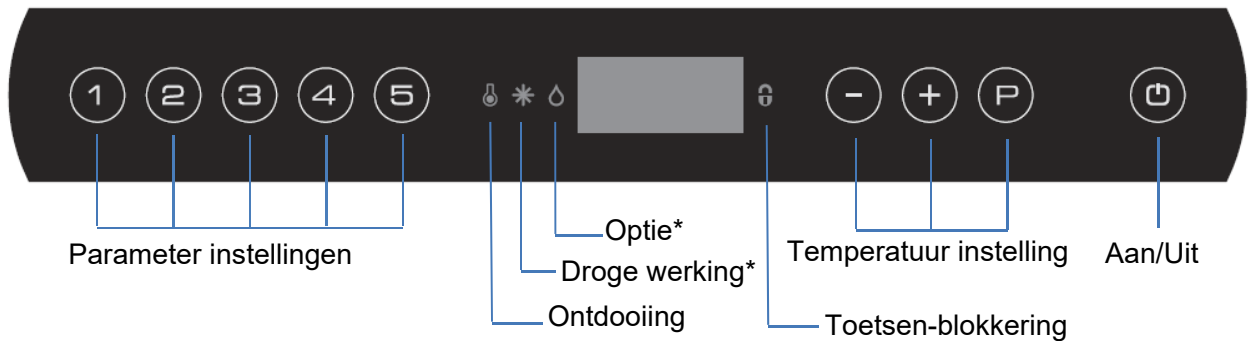 1 2 3 4 5 - + P
Optie*
Parameter instellingen
Temperatuur instelling
Aan/Uit
Droge werking*
Ontdooiing
Toetsen-blokkering